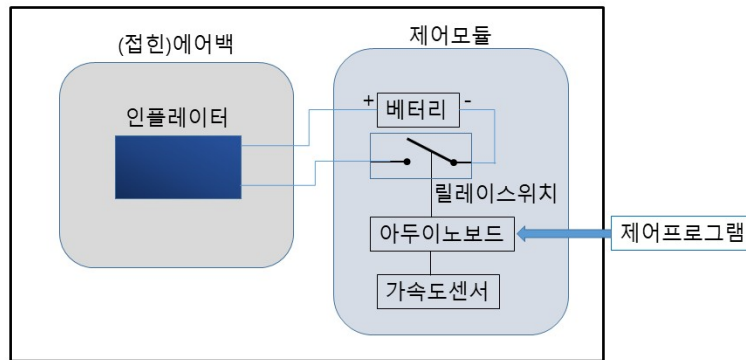 (접힌)에어백
제어모듈
인플레이터
+ 베터리 -
릴레이스위치
아두이노보드
제어프로그램
가속도센서